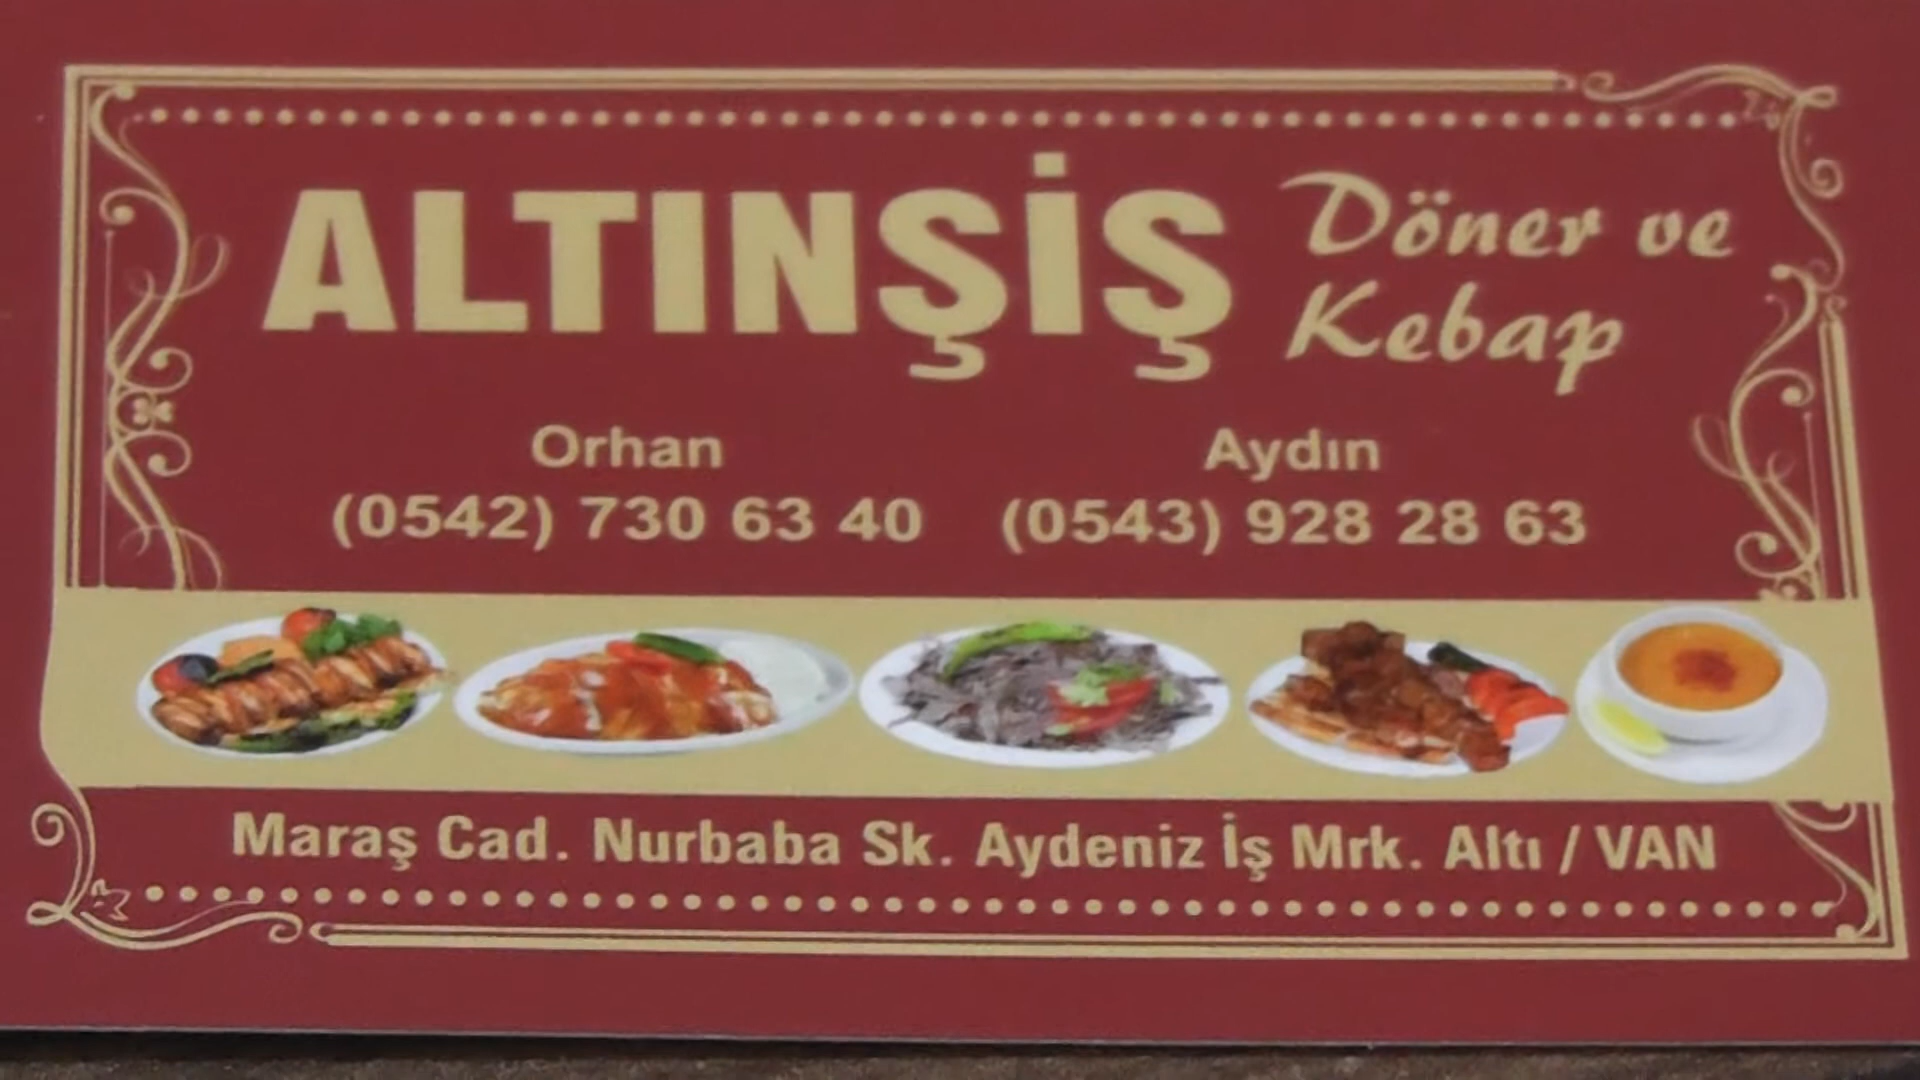 ALTINŞİŞ Döner ve
Kebap
Orhan Aydın
(0542) 730 63 40 (0543) 928 28 63
Maraş Cad. Nurbaba Sk. Aydeniz İş Mrk. Altı / VAN